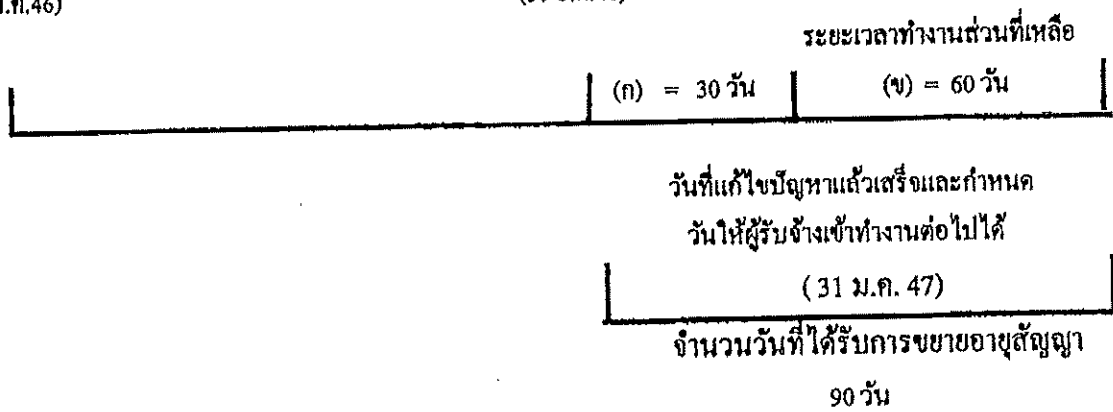 ระยะเวลาทำงานส่วนที่เหลือ
(ก) = 30 วัน (ข) = 60 วัน
วันที่แก้ไขปัญหาแล้วเสร็จและกำหนด
วันให้ผู้รับจ้างเข้าทำงานต่อไปได้
( 31 ม.ค. 47)
จำนวนวันที่ได้รับการขยายอายุสัญญา
90 วัน